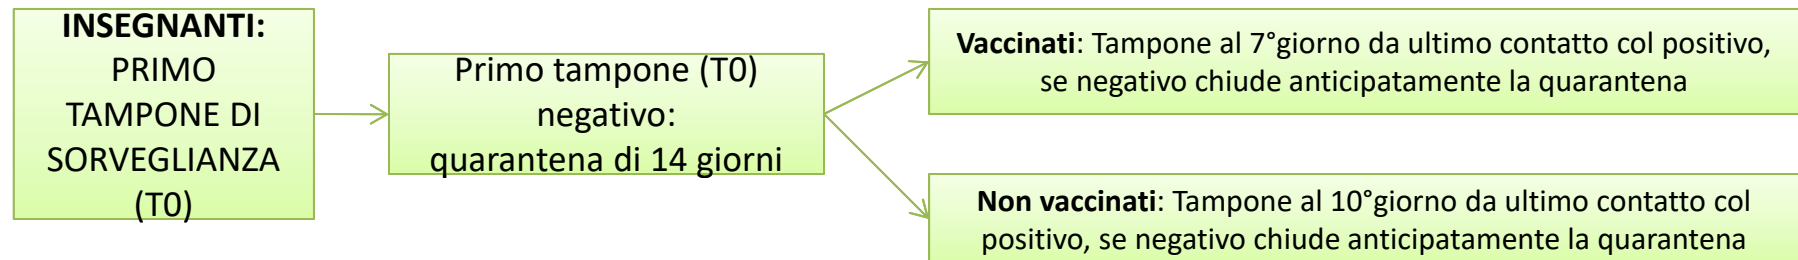 INSEGNANTI:
PRIMO
TAMPONE DI
SORVEGLIANZA
(T0)
Primo tampone (T0)
negativo:
quarantena di 14 giorni
Vaccinati: Tampone al 7°giorno da ultimo contatto col positivo,
se negativo chiude anticipatamente la quarantena
Non vaccinati: Tampone al 10°giorno da ultimo contatto col
positivo, se negativo chiude anticipatamente la quarantena